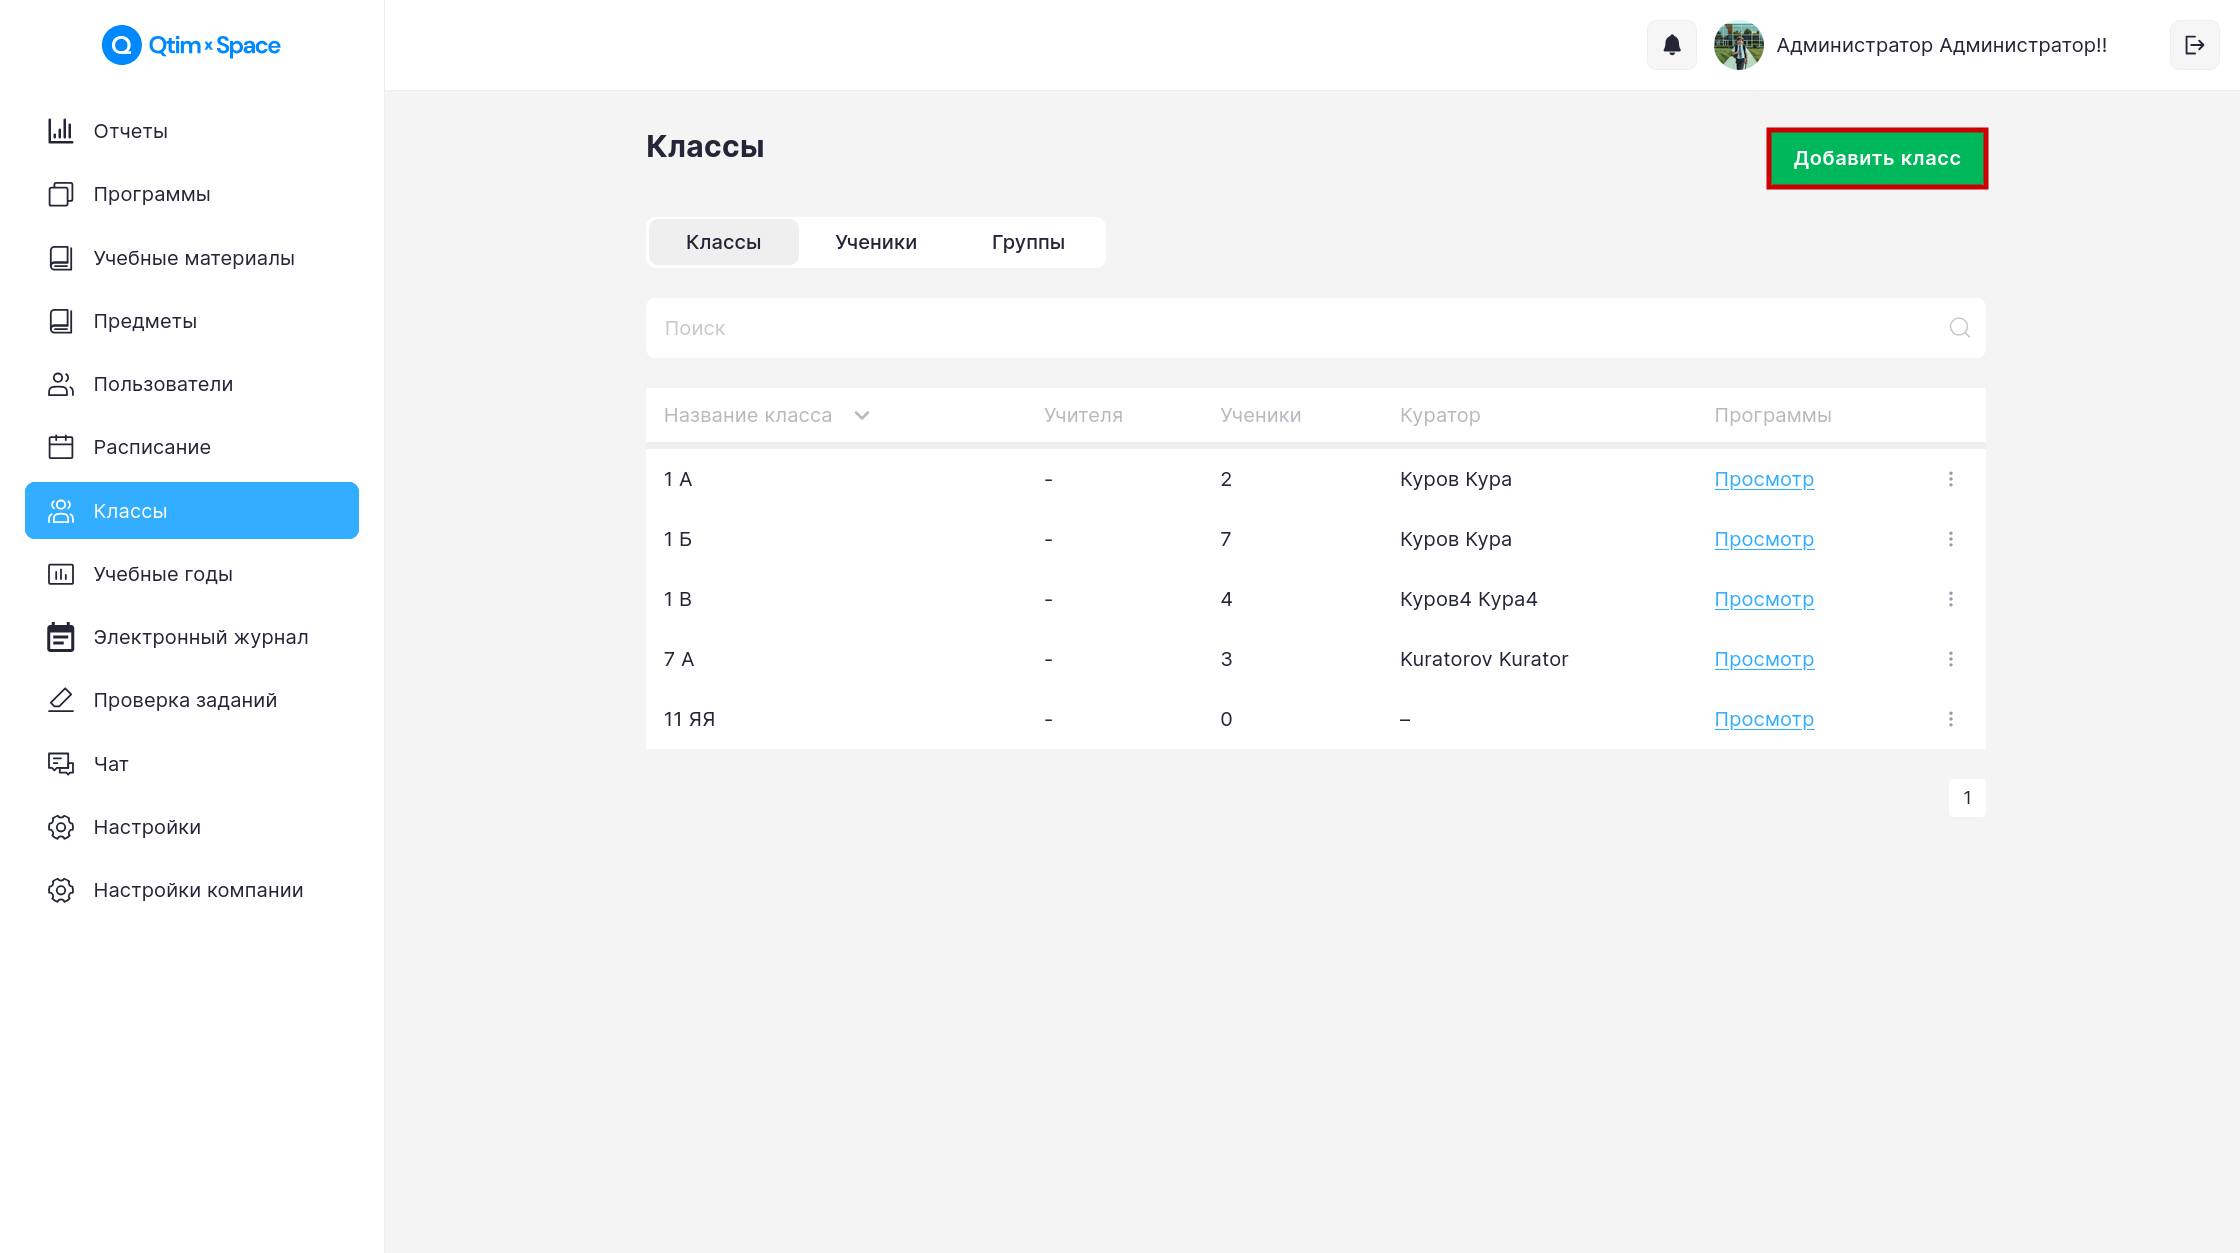 Qtim × Space
Администратор Администратор!!
Отчеты
Программы
Учебные материалы
Предметы
Пользователи
Расписание
Классы
Учебные годы
Электронный журнал
Проверка заданий
Чат
Настройки
Настройки компании
Классы
Добавить класс
Классы Ученики Группы
Поиск
Название класса Учителя Ученики Куратор Программы
1 А - 2 Куров Кура Просмотр
1 Б - 7 Куров Кура Просмотр
1 В - 4 Куров4 Кура4 Просмотр
7 А - 3 Kuratorov Kurator Просмотр
11 ЯЯ - 0 – Просмотр
1